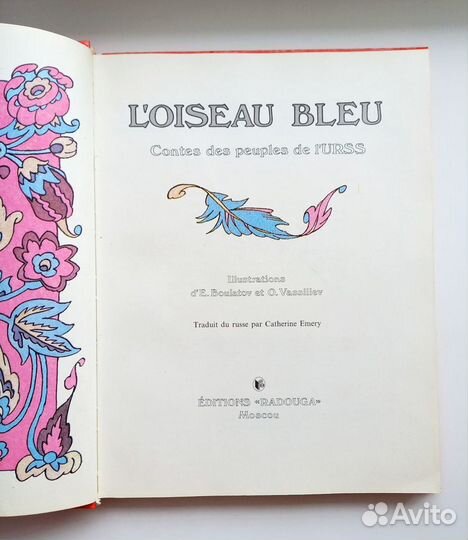 L'OISEAU BLEU
Contes des peuples de l'URSS
Illustrations
d'E. Boulatov et O. Vassiliev
Traduit du russe par Catherine Emery
ÉDITIONS «RADOUGA»
Moscou
Avito